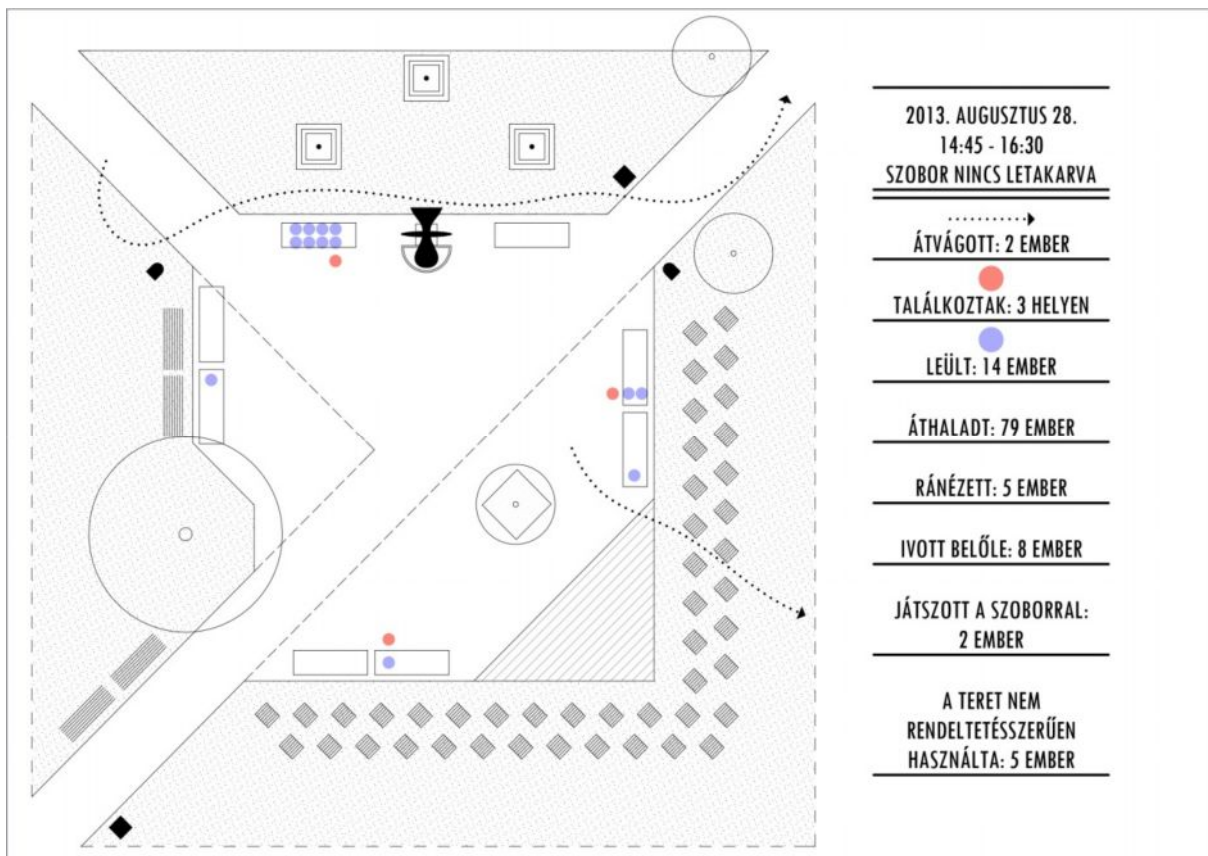 2013. AUGUSZTUS 28.
14:45 - 16:30
SZOBOR NINCS LETAKARVA
ÁTVÁGOTT: 2 EMBER
TALÁLKOZTAK: 3 HELYEN
LEÜLT: 14 EMBER
ÁTHALADT: 79 EMBER
RÁNÉZETT: 5 EMBER
IVOTT BELŐLE: 8 EMBER
JÁTSZOTT A SZOBORRAL:
2 EMBER
A TERET NEM
RENDELTETÉSSZERŰEN
HASZNÁLTA: 5 EMBER